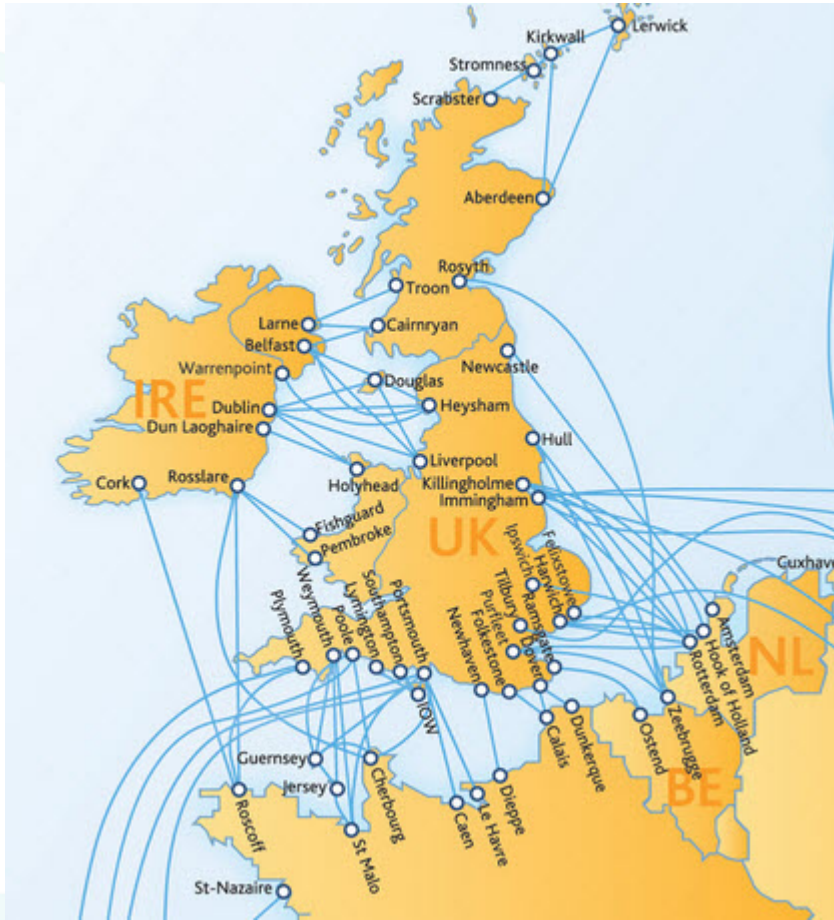 Lerwick
Kirkwall
Stromness
Scrabster
Aberdeen
Rosyth
Troon
Larne
Cairnryan
Belfast
Newcastle
Warrenpoint
Douglas
IRE
Dublin
Heysham
Dun Laoghaire
Hull
Liverpool
Cork
Rosslare
Holyhead
Killingholme
Immingham
UK
Fishguard
Pembroke
Cuxhave
Felixstowe
Harwich
Ipswich
Ramsgate
Tilbury
Dover
Purfleet
Folkestone
Newhaven
Portsmouth
Southampton
Lymington
Poole
Weymouth
Plymouth
IOW
Amsterdam
Hook of Holland
Rotterdam
NL
Zeebrugge
Ostend
Dunkerque
Calais
BE
Guernsey
Jersey
Cherbourg
Dieppe
Le Havre
Caen
Roscoff
St Malo
St-Nazaire